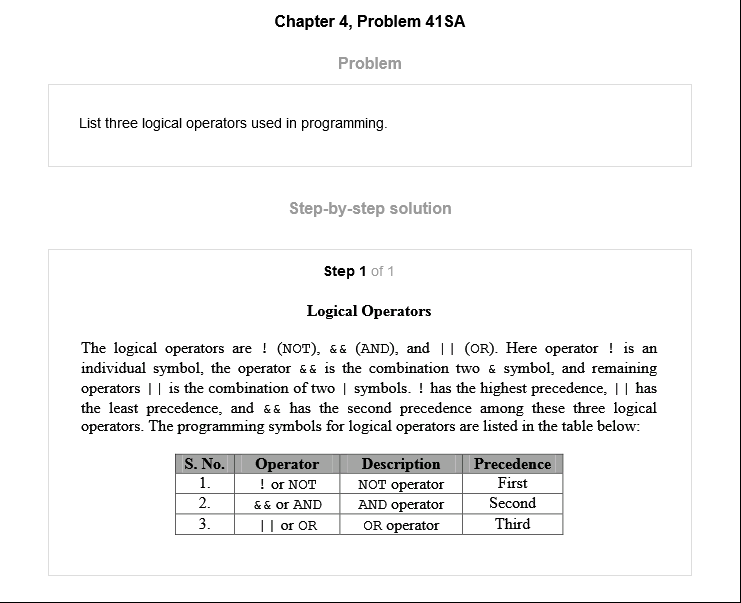 Chapter 4, Problem 41SA
Problem
List three logical operators used in programming.
Step-by-step solution
Step 1 of 1
Logical Operators
The logical operators are ! (NOT), && (AND), and || (OR). Here operator ! is an
individual symbol, the operator && is the combination two & symbol, and remaining
operators || is the combination of two | symbols. ! has the highest precedence, || has
the least precedence, and && has the second precedence among these three logical
operators. The programming symbols for logical operators are listed in the table below:
S. No. Operator Description Precedence
1. ! or NOT NOT operator First
2. && or AND AND operator Second
3. || or OR OR operator Third